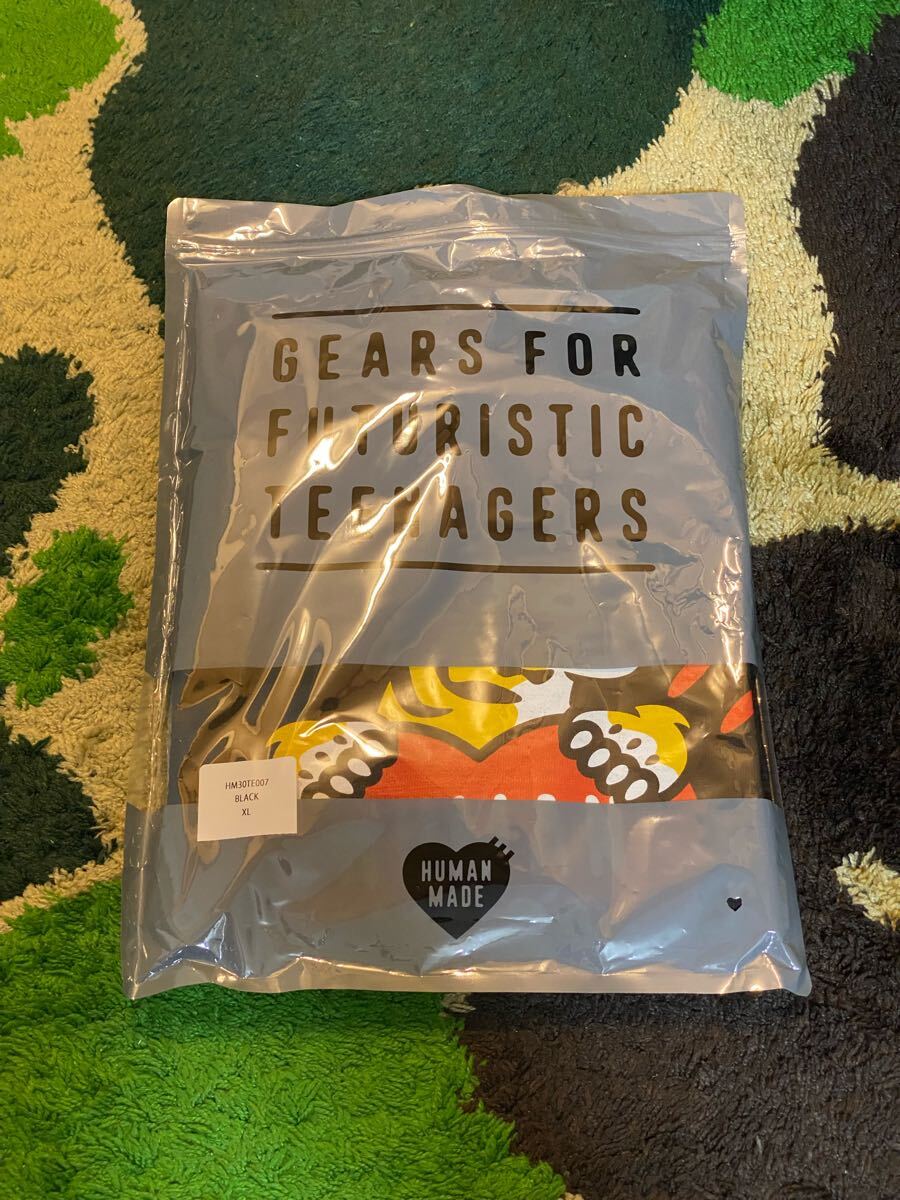 GEARS FOR
FUTURISTIC
TEENAGERS
HM30TE007
BLACK
XL
HUMAN
MADE